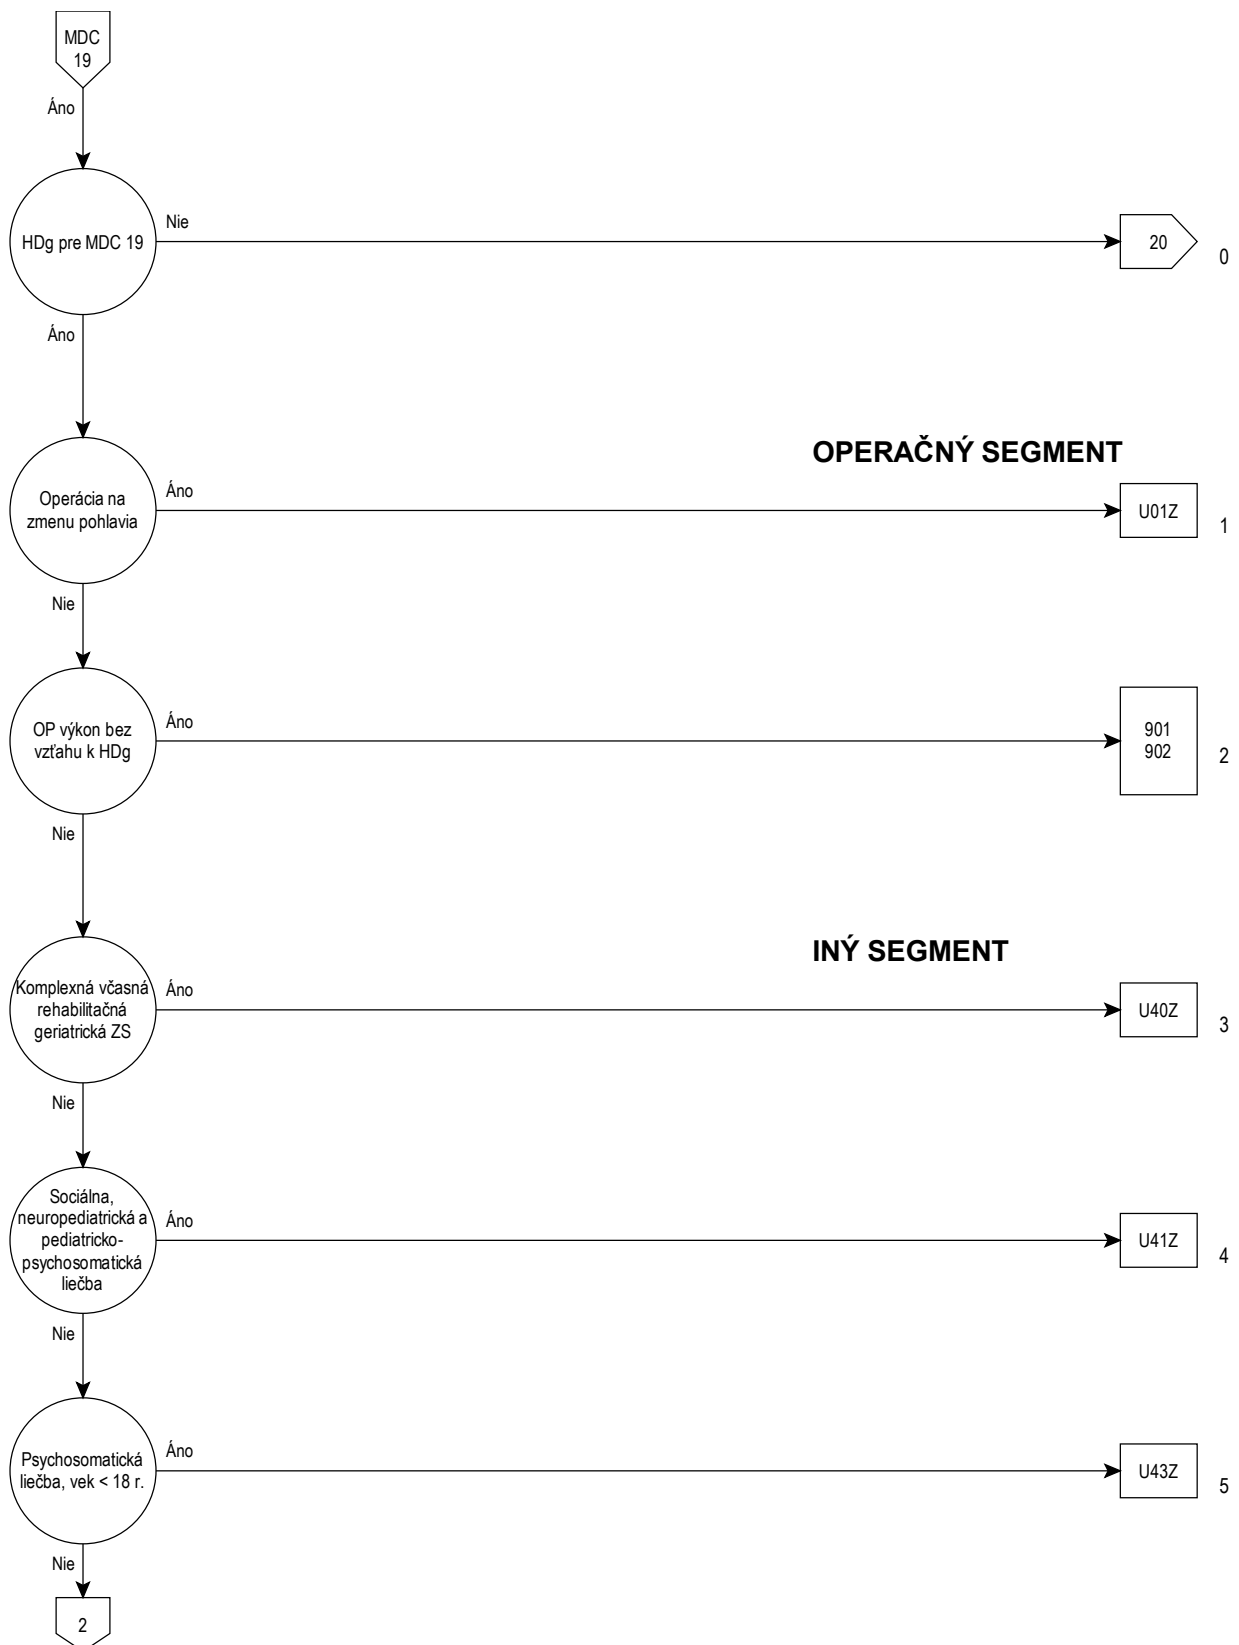 MDC
19
Áno
HDg pre MDC 19
Nie
20
0
Áno
OPERAČNÝ SEGMENT
Operácia na
zmenu pohlavia
Áno
U01Z
1
Nie
OP výkon bez
vzťahu k HDg
Áno
901
902
2
Nie
INÝ SEGMENT
Komplexná včasná
rehabilitačná
geriatrická ZS
Áno
U40Z
3
Nie
Sociálna,
neuropediatrická a
pediatricko-
psychosomatická
liečba
Áno
U41Z
4
Nie
Psychosomatická
liečba, vek < 18 r.
Áno
U43Z
5
Nie
2